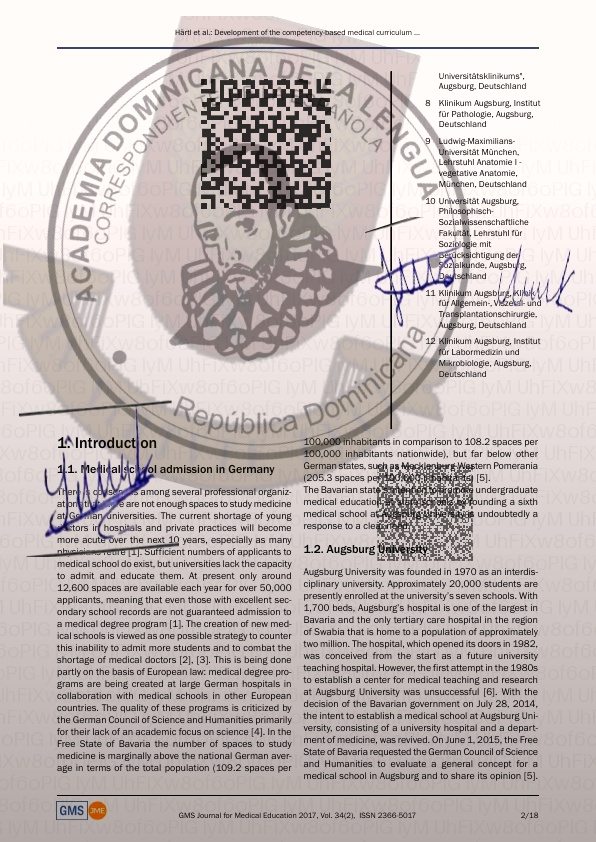 Härtl et al.: Development of the competency-based medical curriculum ...
ACADEMIA DOMINICANA DE LA LENGUA
CORRESPONDIENTE ESPAÑOLA
República Dominicana
Universitätsklinikums",
Augsburg, Deutschland
8 Klinikum Augsburg, Institut
für Pathologie, Augsburg,
Deutschland
9 Ludwig-Maximilians-
Universität München,
Lehrstuhl Anatomie I -
vegetative Anatomie,
München, Deutschland
10 Universität Augsburg,
Philosophisch-
Sozialwissenschaftliche
Fakultät, Lehrstuhl für
Soziologie mit
Berücksichtigung der
Sozialkunde, Augsburg,
Deutschland
11 Klinikum Augsburg, Klinik
für Allgemein-, Viszeral- und
Transplantationschirurgie,
Augsburg, Deutschland
12 Klinikum Augsburg, Institut
für Labormedizin und
Mikrobiologie, Augsburg,
Deutschland
1. Introduction
1.1. Medical school admission in Germany
There is consensus among several professional organiz-
ations there are not enough spaces to study medicine
at German universities. The current shortage of young
doctors in hospitals and private practices will become
more acute over the next 10 years, especially as many
physicians retire [1]. Sufficient numbers of applicants to
medical school do exist, but universities lack the capacity
to admit and educate them. At present only around
12,600 spaces are available each year for over 50,000
applicants, meaning that even those with excellent sec-
ondary school records are not guaranteed admission to
a medical degree program [1]. The creation of new med-
ical schools is viewed as one possible strategy to counter
this inability to admit more students and to combat the
shortage of medical doctors [2], [3]. This is being done
partly on the basis of European law: medical degree pro-
grams are being created at large German hospitals in
collaboration with medical schools in other European
countries. The quality of these programs is criticized by
the German Council of Science and Humanities primarily
for their lack of an academic focus on science [4]. In the
Free State of Bavaria the number of spaces to study
medicine is marginally above the national German aver-
age in terms of the total population (109.2 spaces per
100,000 inhabitants in comparison to 108.2 spaces per
100,000 inhabitants nationwide), but far below other
German states, such as Mecklenburg-Western Pomerania
(205.3 spaces per 100,000 inhabitants) [5].
The Bavarian state undergraduate
medical education founding a sixth
medical school at Augsburg University is undoubtedly a
response to a clear
1.2. Augsburg University
Augsburg University was founded in 1970 as an interdis-
ciplinary university. Approximately 20,000 students are
presently enrolled at the university's seven schools. With
1,700 beds, Augsburg's hospital is one of the largest in
Bavaria and the only tertiary care hospital in the region
of Swabia that is home to a population of approximately
two million. The hospital, which opened its doors in 1982,
was conceived from the start as a future university
teaching hospital. However, the first attempt in the 1980s
to establish a center for medical teaching and research
at Augsburg University was unsuccessful [6]. With the
decision of the Bavarian government on July 28, 2014,
the intent to establish a medical school at Augsburg Uni-
versity, consisting of a university hospital and a depart-
ment of medicine, was revived. On June 1, 2015, the Free
State of Bavaria requested the German Council of Science
and Humanities to evaluate a general concept for a
medical school in Augsburg and to share its opinion [5].
GMS JME
GMS Journal for Medical Education 2017, Vol. 34(2), ISSN 2366-5017
2/18